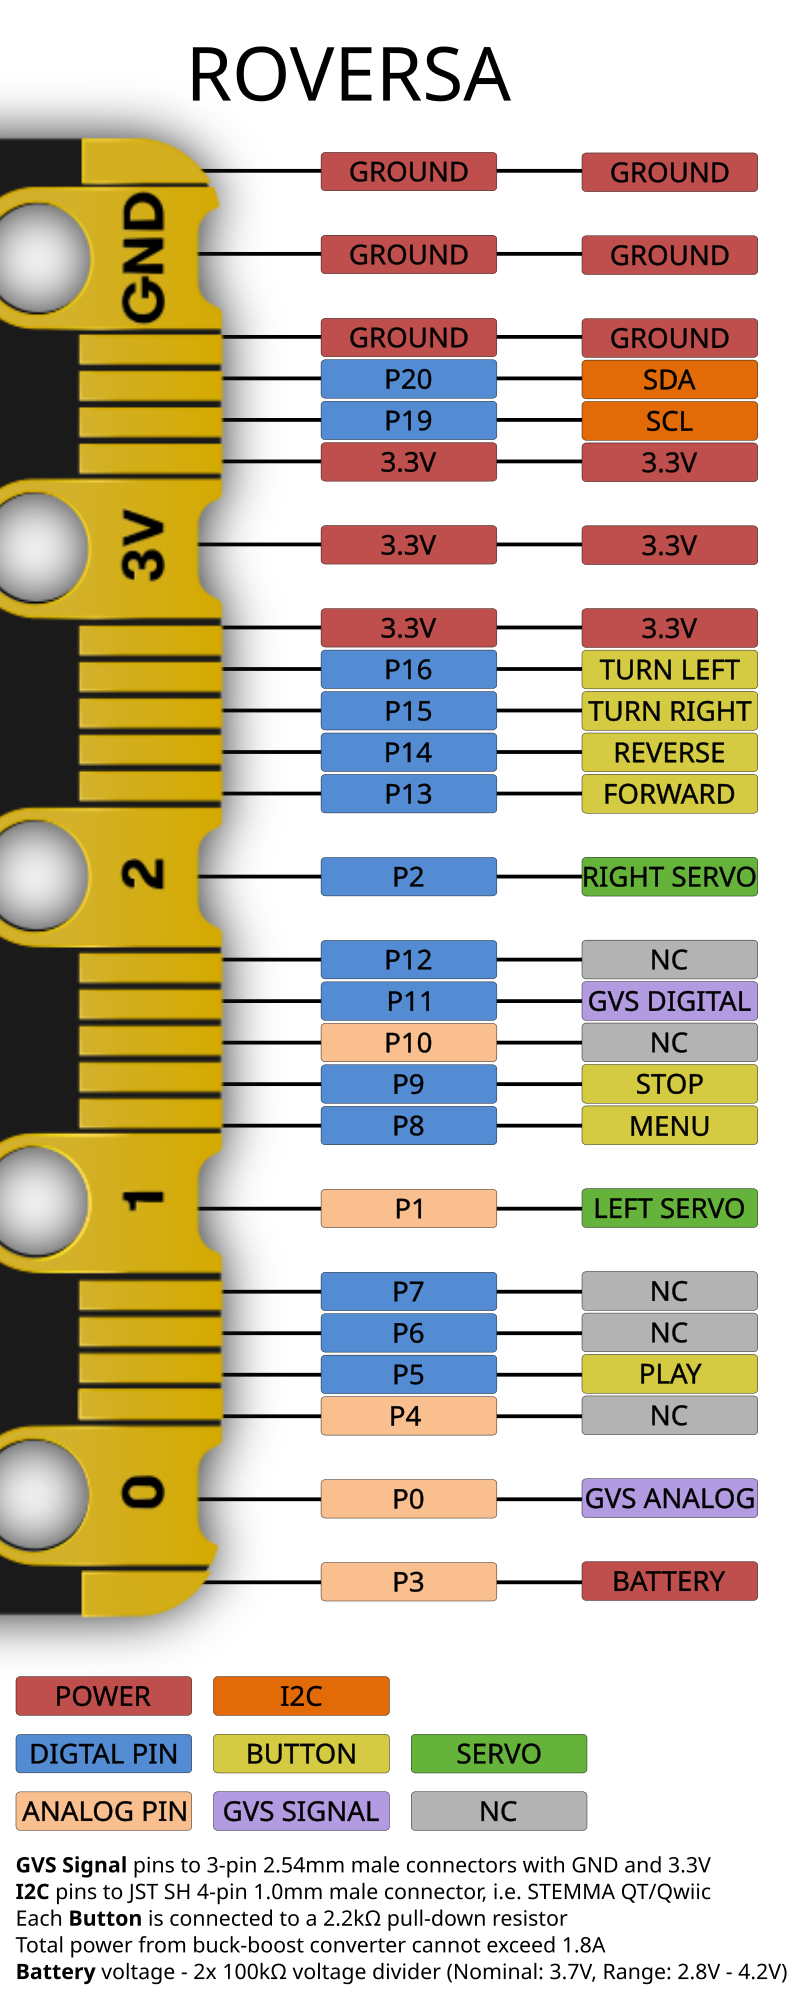 ROVERSA
GROUND GROUND
GND
GROUND GROUND
GROUND GROUND
P20 SDA
P19 SCL
3.3V 3.3V
3V 3.3V 3.3V
3.3V 3.3V
P16 TURN LEFT
P15 TURN RIGHT
P14 REVERSE
P13 FORWARD
2 P2 RIGHT SERVO
P12 NC
P11 GVS DIGITAL
P10 NC
P9 STOP
P8 MENU
1 P1 LEFT SERVO
P7 NC
P6 NC
P5 PLAY
P4 NC
0 P0 GVS ANALOG
P3 BATTERY
POWER I2C
DIGTAL PIN BUTTON SERVO
ANALOG PIN GVS SIGNAL NC
GVS Signal pins to 3-pin 2.54mm male connectors with GND and 3.3V
I2C pins to JST SH 4-pin 1.0mm male connector, i.e. STEMMA QT/Qwiic
Each Button is connected to a 2.2kΩ pull-down resistor
Total power from buck-boost converter cannot exceed 1.8A
Battery voltage - 2x 100kΩ voltage divider (Nominal: 3.7V, Range: 2.8V - 4.2V)